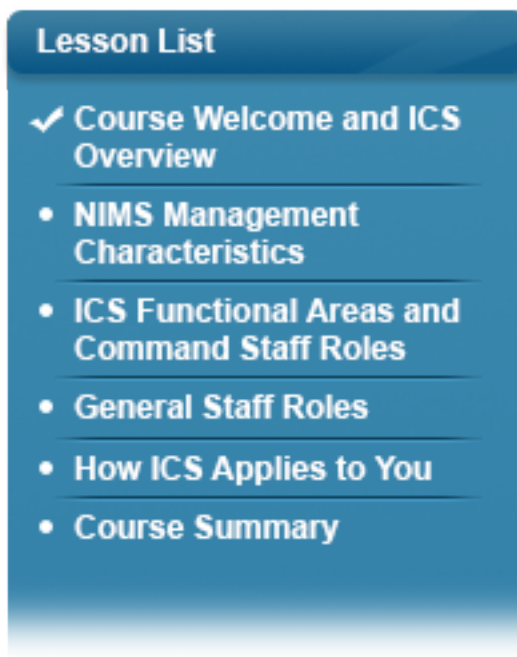 Lesson List
Course Welcome and ICS
Overview
NIMS Management
Characteristics
ICS Functional Areas and
Command Staff Roles
General Staff Roles
How ICS Applies to You
Course Summary